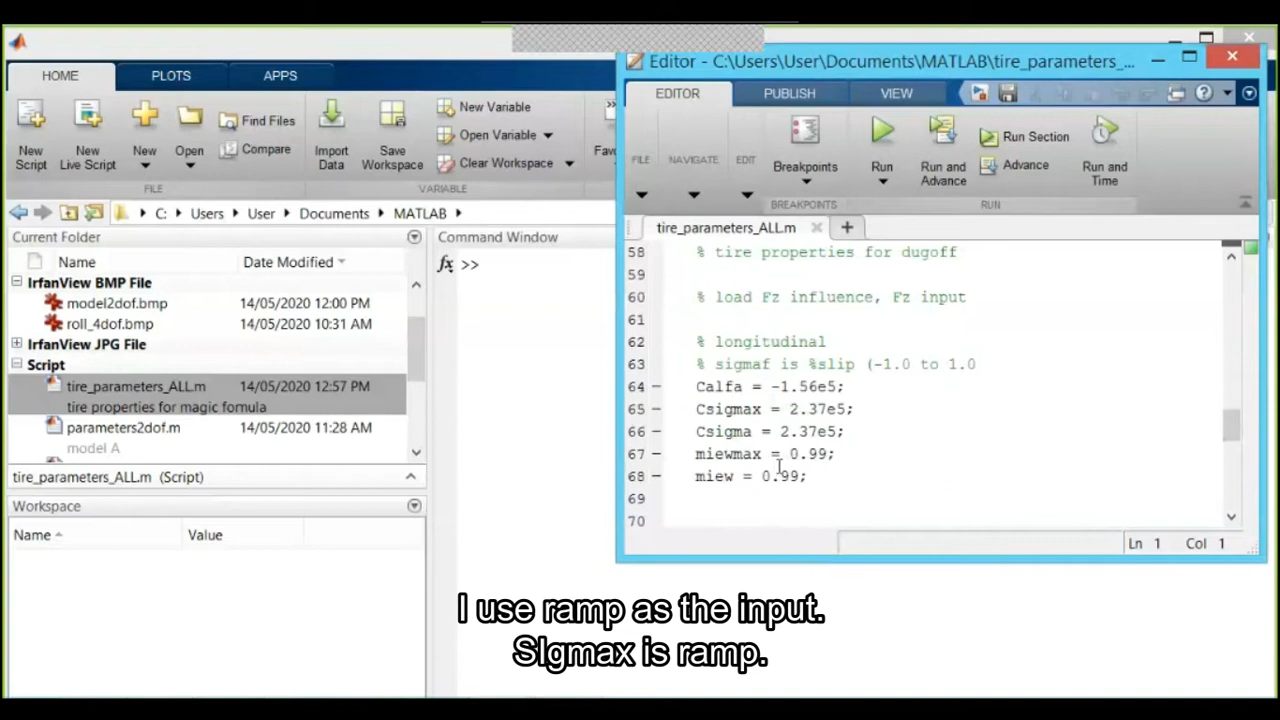 Editor - C:\Users\User\Documents\MATLAB\tire_parameters_...
HOME
PLOTS
APPS
EDITOR
PUBLISH
VIEW
New Script
New Live Script
New
Open
Find Files
Compare
Import Data
Save Workspace
New Variable
Open Variable
Clear Workspace
FILE
VARIABLE
FILE
NAVIGATE
EDIT
Breakpoints
Run
Run and Advance
Run Section
Advance
Run and Time
BREAKPOINTS
RUN
C: Users User Documents MATLAB
Current Folder
Name
Date Modified
IrfanView BMP File
model2dof.bmp 14/05/2020 12:00 PM
roll_4dof.bmp 14/05/2020 10:31 AM
IrfanView JPG File
Script
tire_parameters_ALL.m 14/05/2020 12:57 PM
tire properties for magic fomula
parameters2dof.m 14/05/2020 11:28 AM
model A
tire_parameters_ALL.m (Script)
Workspace
Name
Value
Command Window
fx >>
tire_parameters_ALL.m
58 % tire properties for dugoff
59
60 % load Fz influence, Fz input
61
62 % longitudinal
63 % sigmaf is %slip (-1.0 to 1.0
64 – Calfa = -1.56e5;
65 – Csigmax = 2.37e5;
66 – Csigma = 2.37e5;
67 – miewmax = 0.99;
68 – miew = 0.99;
69
70
Ln 1 Col 1
I use ramp as the input.
SIgmax is ramp.